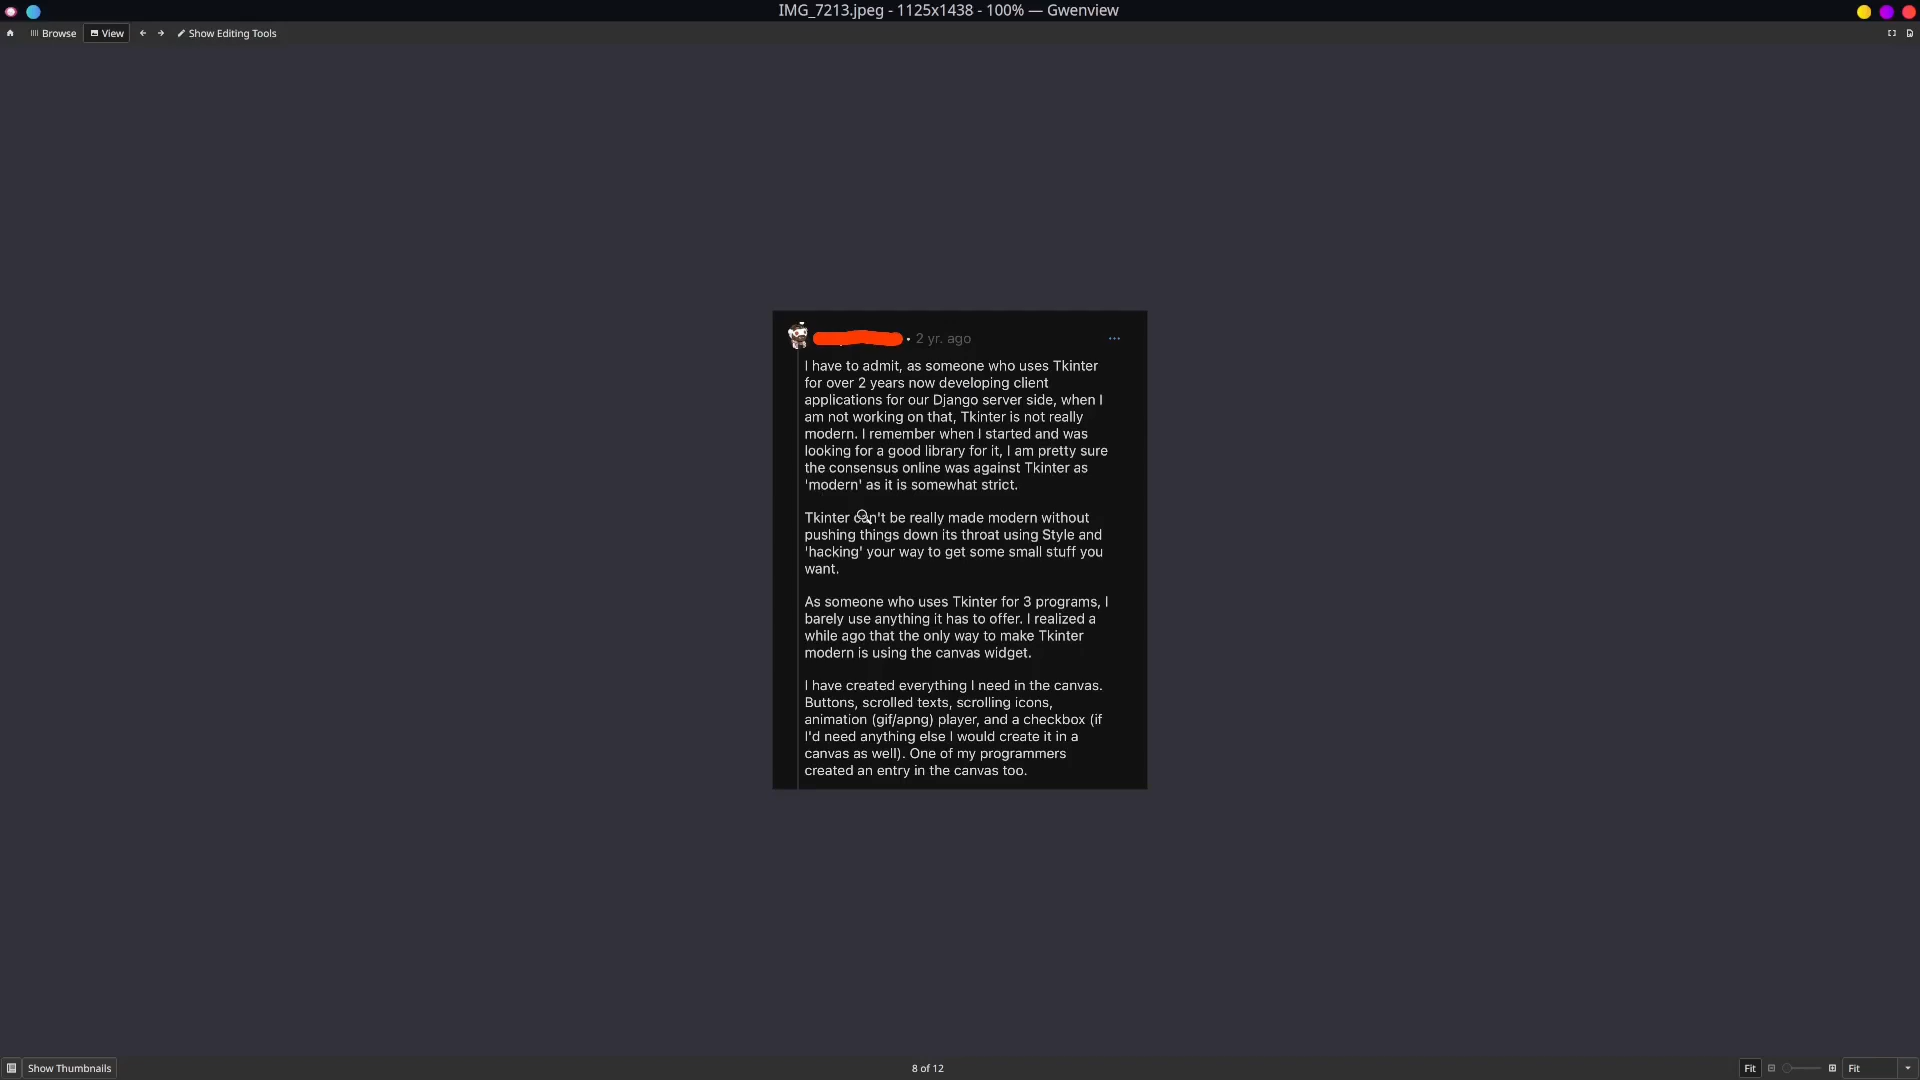 IMG_7213.jpeg - 1125x1438 - 100% — Gwenview
Browse
View
Show Editing Tools
• 2 yr. ago
I have to admit, as someone who uses Tkinter
for over 2 years now developing client
applications for our Django server side, when I
am not working on that, Tkinter is not really
modern. I remember when I started and was
looking for a good library for it, I am pretty sure
the consensus online was against Tkinter as
'modern' as it is somewhat strict.
Tkinter can't be really made modern without
pushing things down its throat using Style and
'hacking' your way to get some small stuff you
want.
As someone who uses Tkinter for 3 programs, I
barely use anything it has to offer. I realized a
while ago that the only way to make Tkinter
modern is using the canvas widget.
I have created everything I need in the canvas.
Buttons, scrolled texts, scrolling icons,
animation (gif/apng) player, and a checkbox (if
I'd need anything else I would create it in a
canvas as well). One of my programmers
created an entry in the canvas too.
Show Thumbnails
8 of 12
Fit
Fit